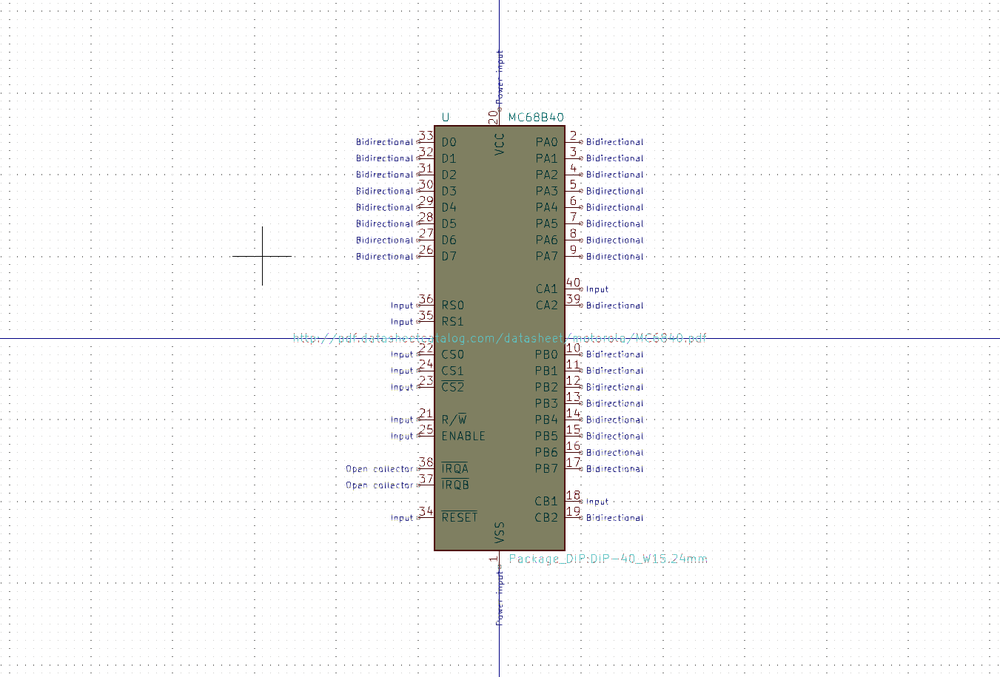 Power input
20
U MC68B40
VCC
Bidirectional 33 D0 PA0 2 Bidirectional
Bidirectional 32 D1 PA1 3 Bidirectional
Bidirectional 31 D2 PA2 4 Bidirectional
Bidirectional 30 D3 PA3 5 Bidirectional
Bidirectional 29 D4 PA4 6 Bidirectional
Bidirectional 28 D5 PA5 7 Bidirectional
Bidirectional 27 D6 PA6 8 Bidirectional
Bidirectional 26 D7 PA7 9 Bidirectional
CA1 40 Input
Input 36 RS0 CA2 39 Bidirectional
Input 35 RS1
http://pdf.datasheetcatalog.com/datasheet/motorola/MC6840.pdf
Input 22 CS0 PB0 10 Bidirectional
Input 24 CS1 PB1 11 Bidirectional
Input 23 CS2 PB2 12 Bidirectional
PB3 13 Bidirectional
Input 21 R/W PB4 14 Bidirectional
Input 25 ENABLE PB5 15 Bidirectional
PB6 16 Bidirectional
Open collector 38 IRQA PB7 17 Bidirectional
Open collector 37 IRQB
CB1 18 Input
Input 34 RESET CB2 19 Bidirectional
VSS
1
Package_DIP:DIP-40_W15.24mm
Power input